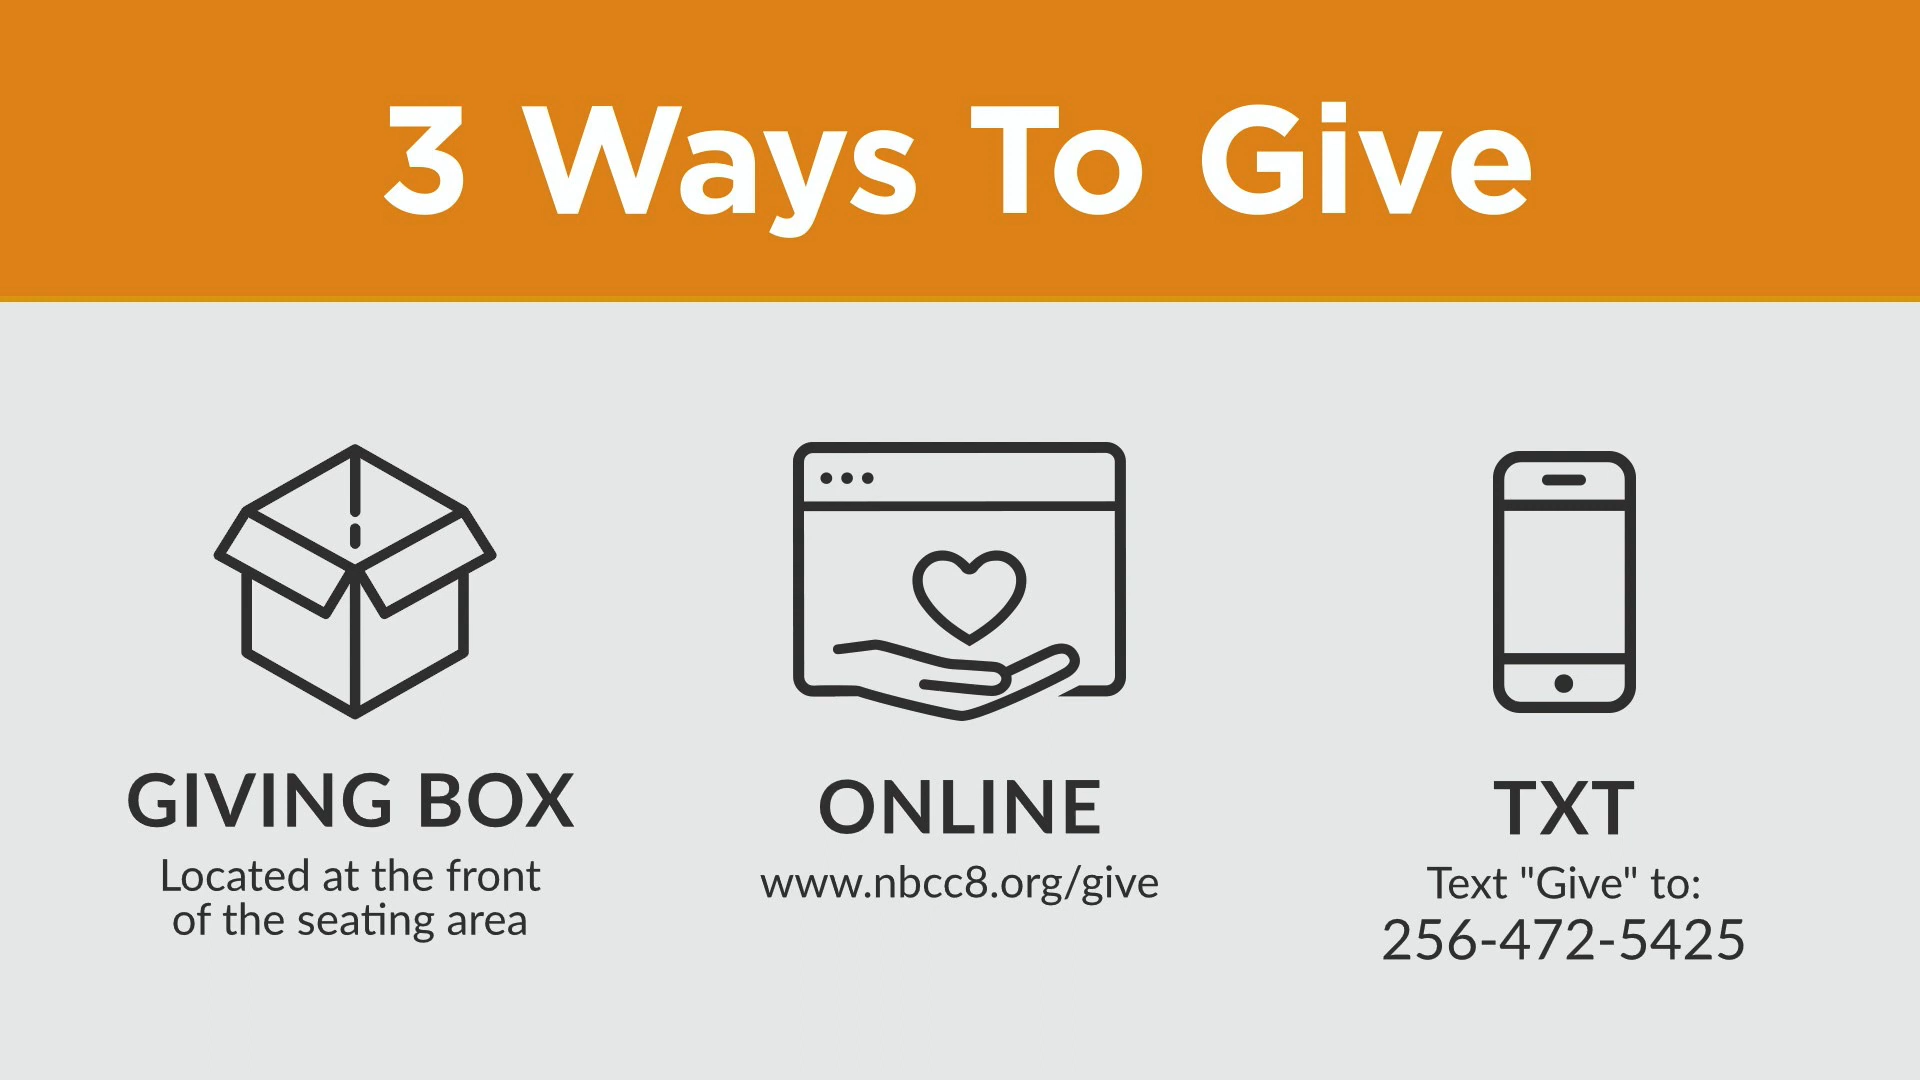 3 Ways To Give
GIVING BOX
Located at the front
of the seating area
ONLINE
www.nbcc8.org/give
TXT
Text "Give" to:
256-472-5425